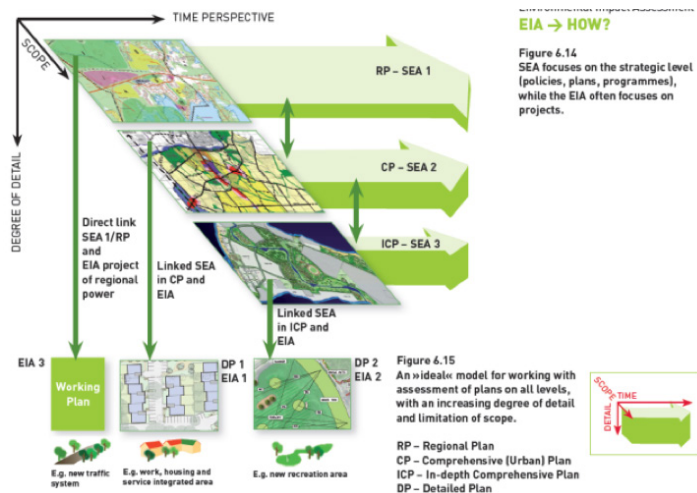 TIME PERSPECTIVE
SCOPE
DEGREE OF DETAIL
RP – SEA 1
CP – SEA 2
ICP – SEA 3
Direct link
SEA 1/RP
and
EIA project
of regional
power
Linked SEA
in CP and
EIA
Linked SEA
in ICP and
EIA
EIA 3
Working
Plan
DP 1
EIA 1
DP 2
EIA 2
E.g. new traffic
system
E.g. work, housing and
service integrated area
E.g. new recreation area
Environmental Impact Assessment
EIA → HOW?
Figure 6.14
SEA focuses on the strategic level
(policies, plans, programmes),
while the EIA often focuses on
projects.
Figure 6.15
An »ideal« model for working with
assessment of plans on all levels,
with an increasing degree of detail
and limitation of scope.
RP – Regional Plan
CP – Comprehensive (Urban) Plan
ICP – In-depth Comprehensive Plan
DP – Detailed Plan
SCOPE
TIME
DETAIL